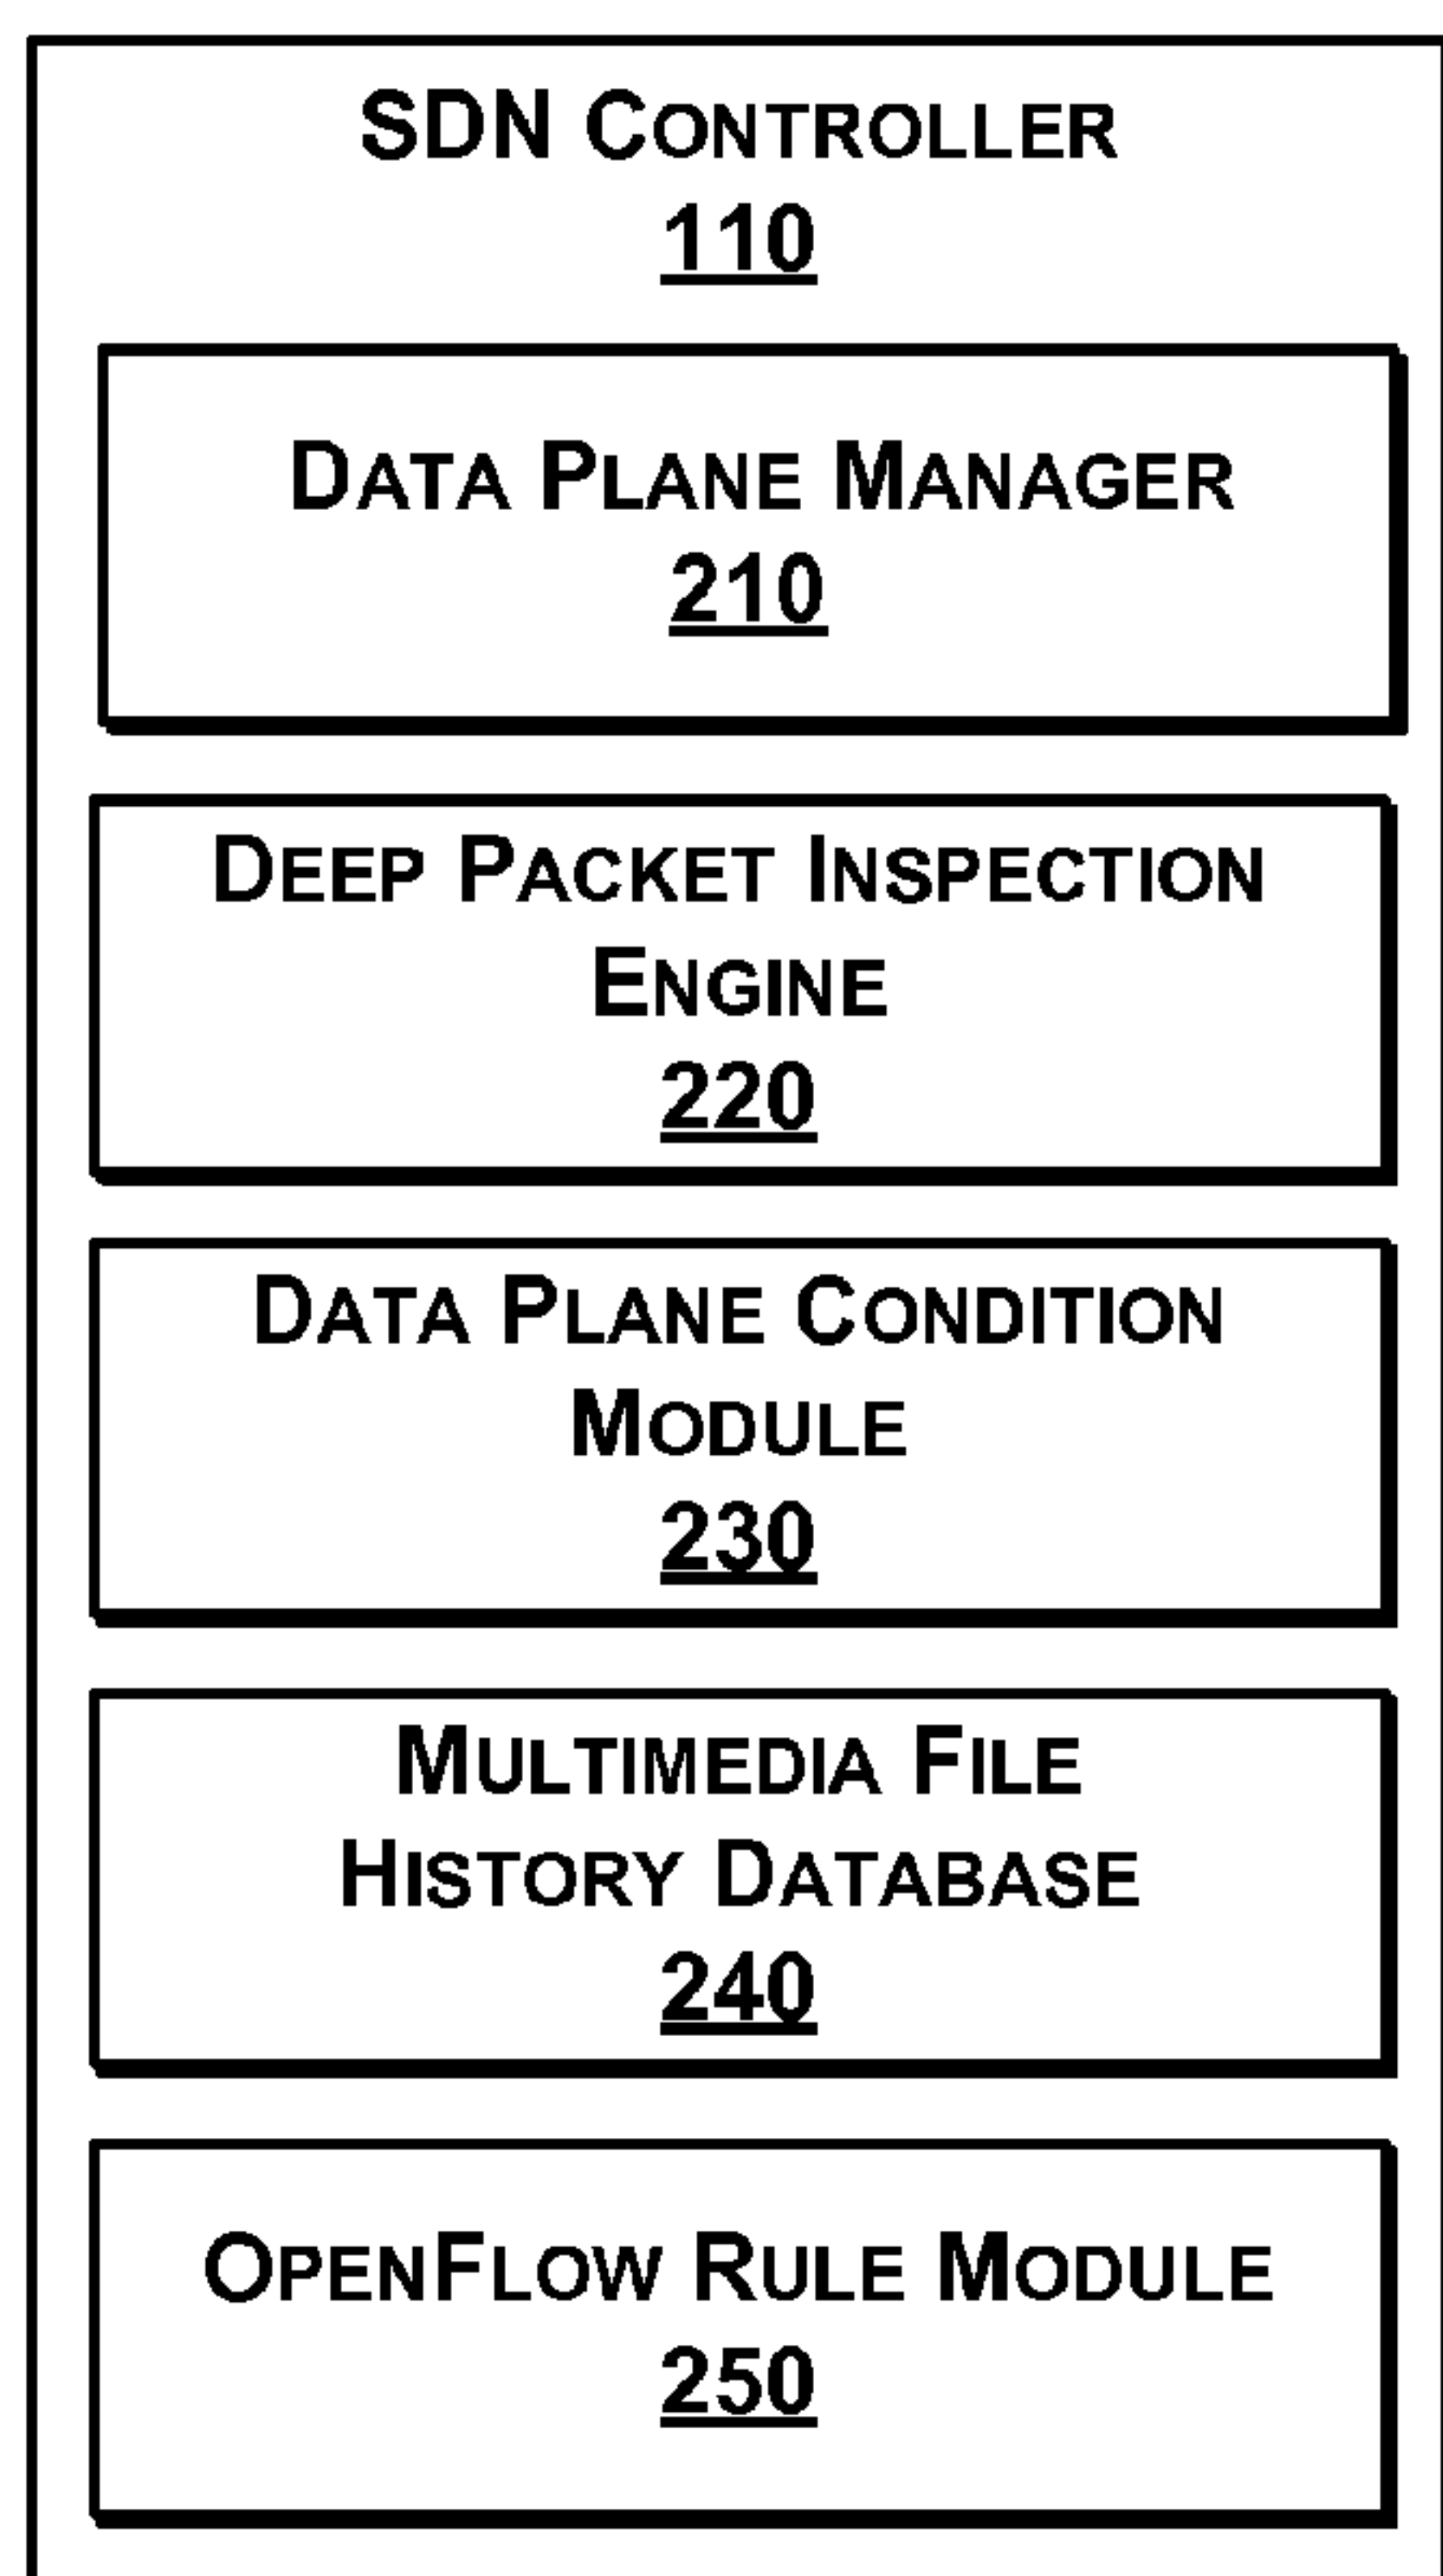 SDN CONTROLLER
110
DATA PLANE MANAGER
210
DEEP PACKET INSPECTION
ENGINE
220
DATA PLANE CONDITION
MODULE
230
MULTIMEDIA FILE
HISTORY DATABASE
240
OPENFLOW RULE MODULE
250